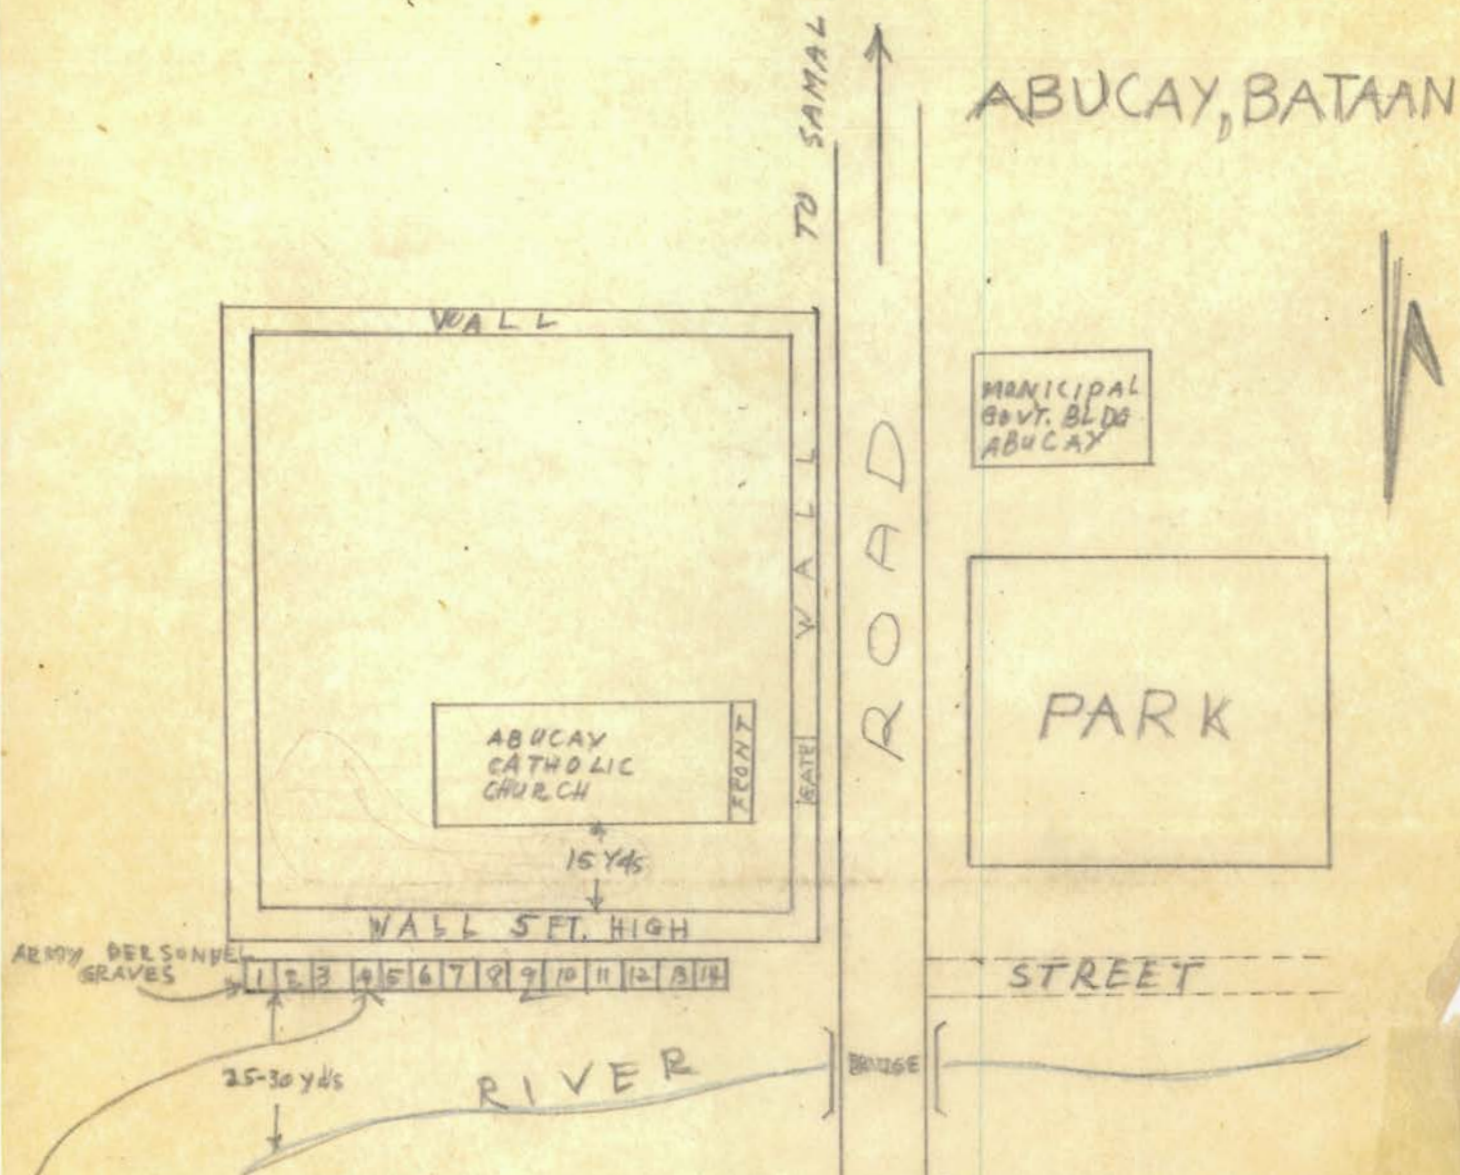 ABUCAY, BATAAN
TO SAMAL
WALL
MUNICIPAL
GOVT. BLDG
ABUCAY
WALL
ROAD
PARK
ABUCAY
CATHOLIC
CHURCH
FRONT
GATE
15 Yds
WALL 5 FT. HIGH
ARMY PERSONNEL
GRAVES
1 2 3 4 5 6 7 8 9 10 11 12 13 14
STREET
25-30 yds
RIVER
BRIDGE